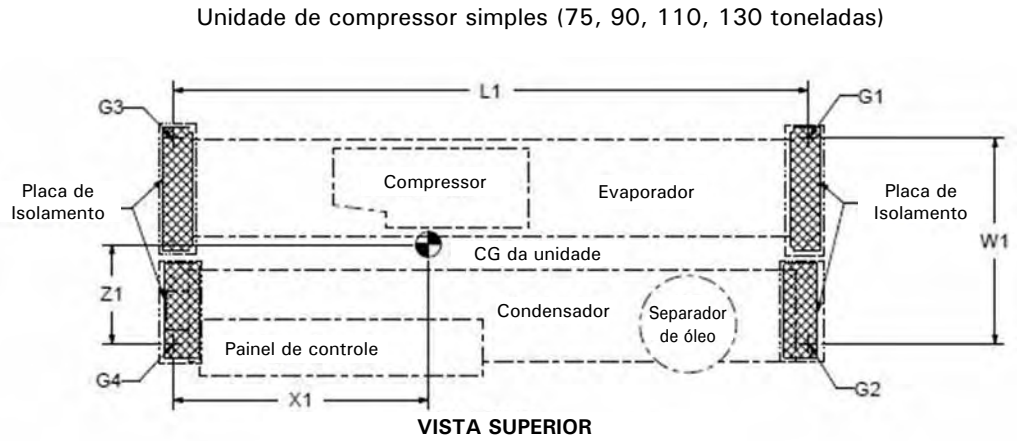 Unidade de compressor simples (75, 90, 110, 130 toneladas)
L1
G3
G1
Compressor
Evaporador
Placa de
Isolamento
Placa de
Isolamento
W1
CG da unidade
Z1
Condensador
Separador
de óleo
Painel de controle
G4
G2
X1
VISTA SUPERIOR